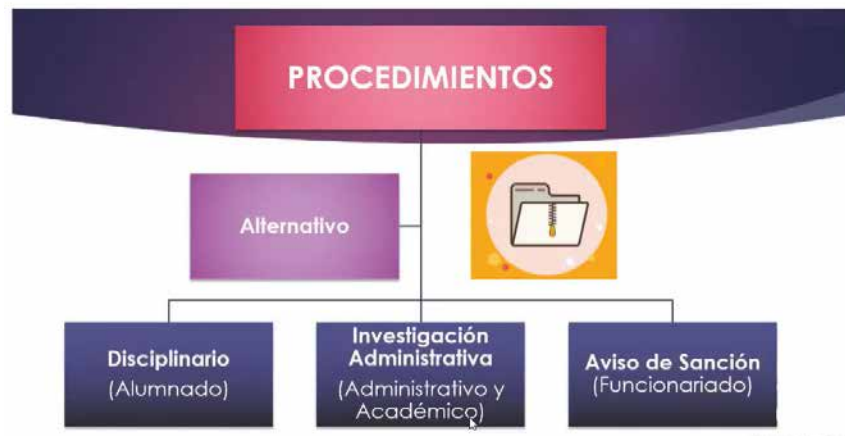 PROCEDIMIENTOS
Alternativo
Disciplinario
(Alumnado)
Investigación
Administrativa
(Administrativo y
Académico)
Aviso de Sanción
(Funcionariado)